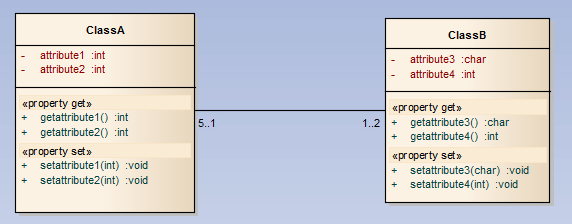 ClassA
- attribute1 :int
- attribute2 :int
«property get»
+ getattribute1() :int
+ getattribute2() :int
«property set»
+ setattribute1(int) :void
+ setattribute2(int) :void
5..1
1..2
ClassB
- attribute3 :char
- attribute4 :int
«property get»
+ getattribute3() :char
+ getattribute4() :int
«property set»
+ setattribute3(char) :void
+ setattribute4(int) :void